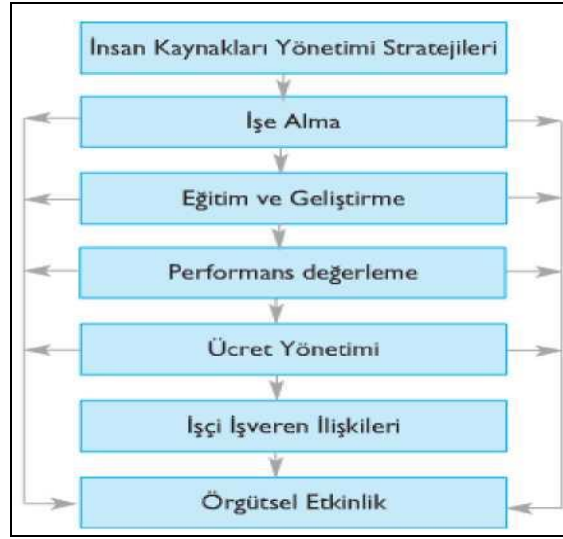 İnsan Kaynakları Yönetimi Stratejileri
İşe Alma
Eğitim ve Geliştirme
Performans değerleme
Ücret Yönetimi
İşçi İşveren İlişkileri
Örgütsel Etkinlik